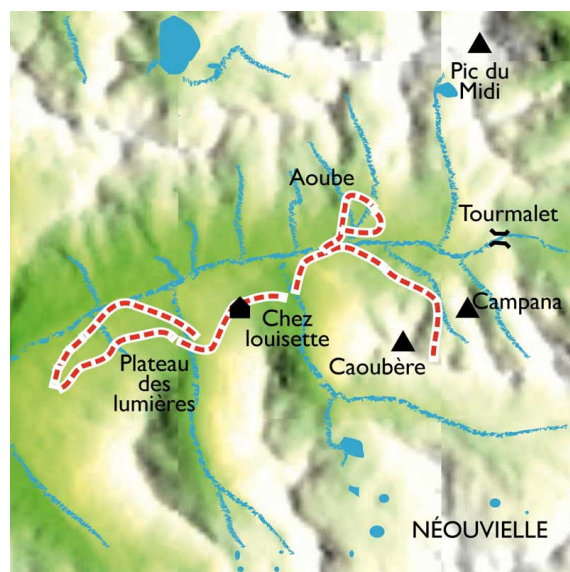 Pic du
Midi
Aoube
Tourmalet
Campana
Chez
louisette
Caoubère
Plateau
des
lumières
NÉOUVIELLE